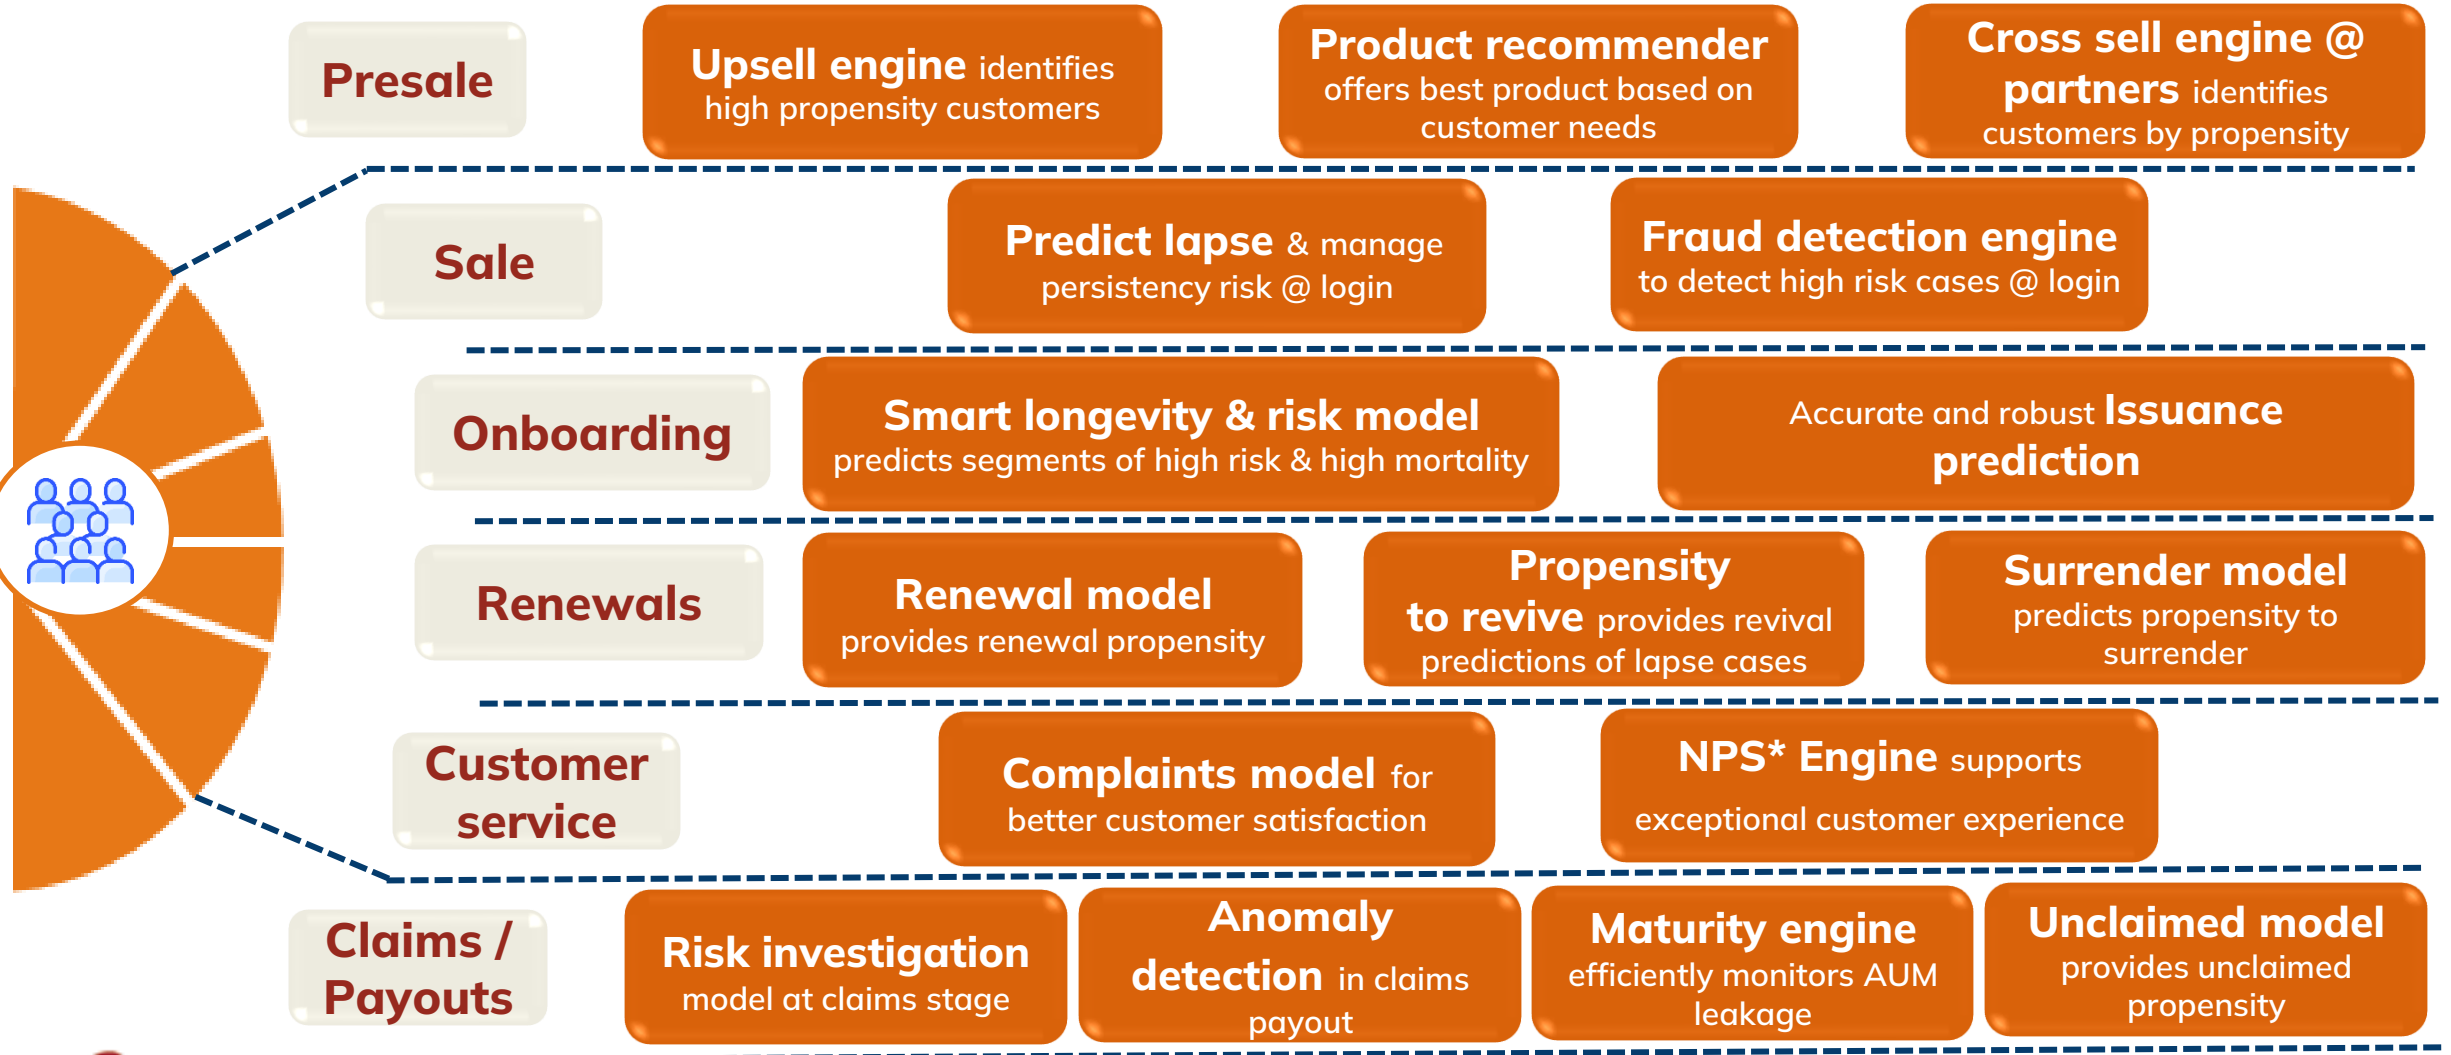 Presale
Upsell engine identifies
high propensity customers
Product recommender
offers best product based on
customer needs
Cross sell engine @
partners identifies
customers by propensity
Sale
Predict lapse & manage
persistency risk @ login
Fraud detection engine
to detect high risk cases @ login
Onboarding
Smart longevity & risk model
predicts segments of high risk & high mortality
Accurate and robust Issuance
prediction
Renewals
Renewal model
provides renewal propensity
Propensity
to revive provides revival
predictions of lapse cases
Surrender model
predicts propensity to
surrender
Customer
service
Complaints model for
better customer satisfaction
NPS* Engine supports
exceptional customer experience
Claims /
Payouts
Risk investigation
model at claims stage
Anomaly
detection in claims
payout
Maturity engine
efficiently monitors AUM
leakage
Unclaimed model
provides unclaimed
propensity